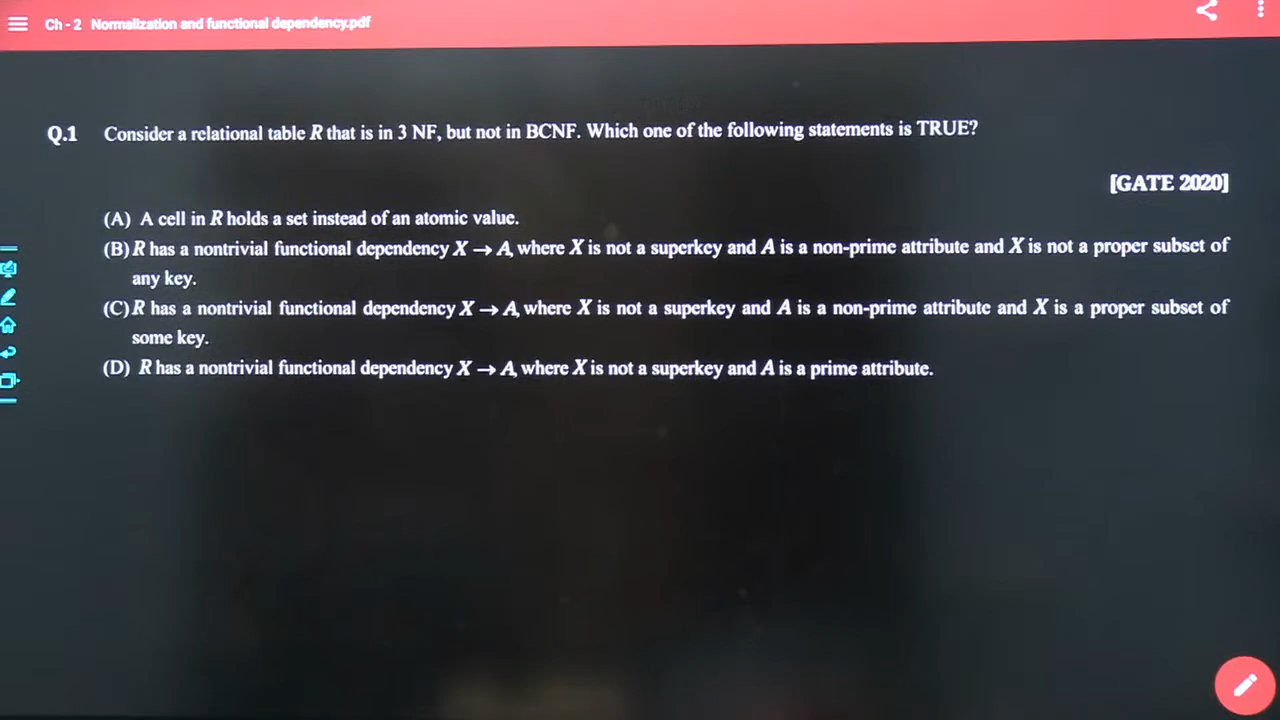 Ch - 2 Normalization and functional dependency.pdf
Q.1 Consider a relational table R that is in 3 NF, but not in BCNF. Which one of the following statements is TRUE?
[GATE 2020]
(A) A cell in R holds a set instead of an atomic value.
(B) R has a nontrivial functional dependency X → A, where X is not a superkey and A is a non-prime attribute and X is not a proper subset of
any key.
(C) R has a nontrivial functional dependency X → A, where X is not a superkey and A is a non-prime attribute and X is a proper subset of
some key.
(D) R has a nontrivial functional dependency X → A, where X is not a superkey and A is a prime attribute.